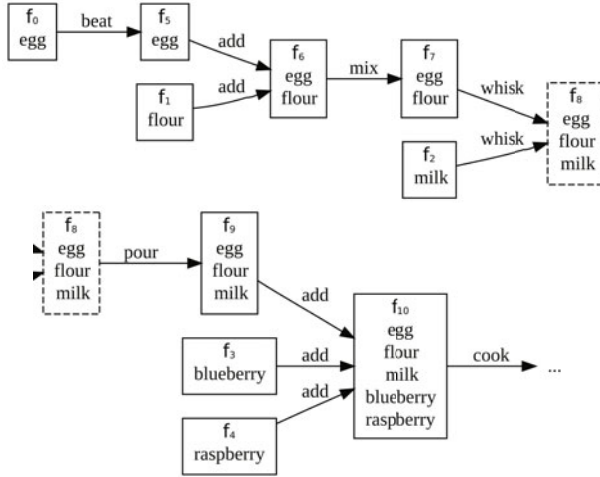 f₀
egg
beat
f₅
egg
add
f₁
flour
add
f₆
egg
flour
mix
f₇
egg
flour
whisk
f₂
milk
whisk
f₈
egg
flour
milk
f₈
egg
flour
milk
pour
f₉
egg
flour
milk
add
f₃
blueberry
add
f₄
raspberry
add
f₁₀
egg
flour
milk
blueberry
raspberry
cook
...